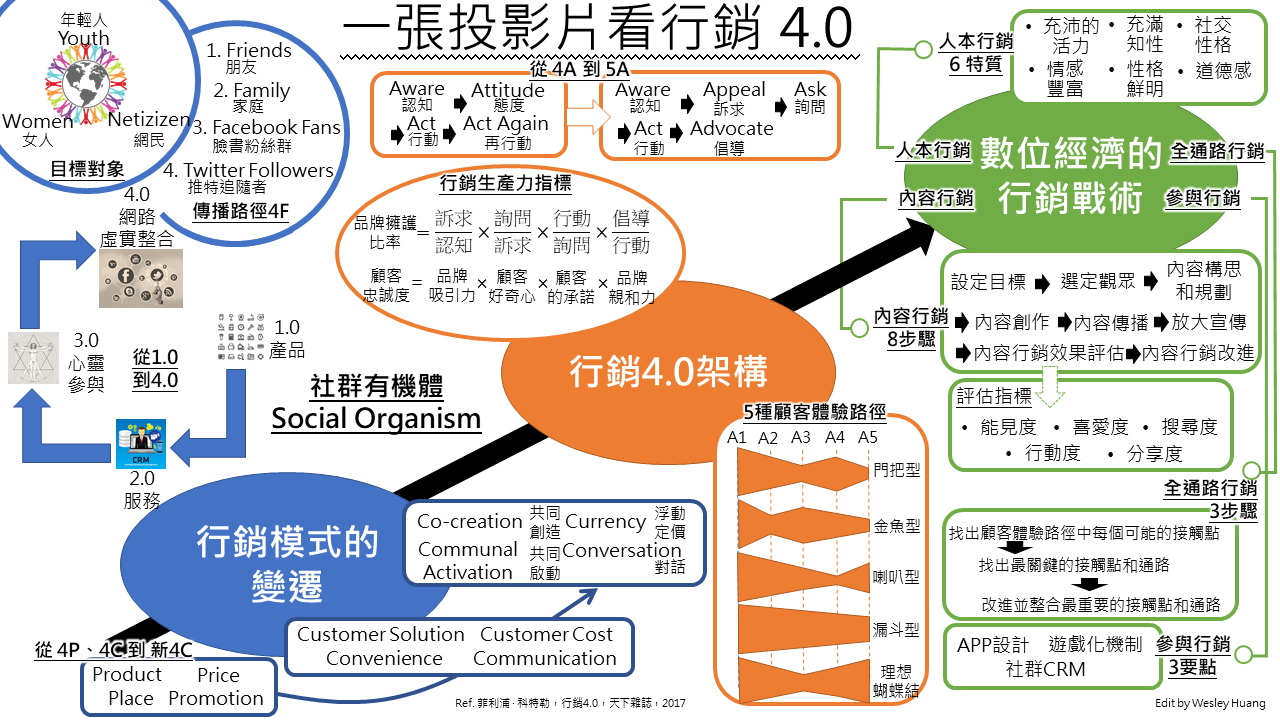 一張投影片看行銷 4.0
年輕人
Youth
Women
女人
Netizizen
網民
目標對象
1. Friends
朋友
2. Family
家庭
3. Facebook Fans
臉書粉絲群
4. Twitter Followers
推特追隨者
傳播路徑4F
從 4A 到 5A
Aware
認知
Attitude
態度
Act
行動
Act Again
再行動
Aware
認知
Appeal
訴求
Ask
詢問
Act
行動
Advocate
倡導
人本行銷
6 特質
• 充沛的
活力
• 充滿
知性
• 社交
性格
• 情感
豐富
• 性格
鮮明
• 道德感
數位經濟的
行銷戰術
人本行銷
全通路行銷
內容行銷
參與行銷
行銷生產力指標
品牌擁護
比率
=
訴求
認知
×
詢問
訴求
×
行動
詢問
×
倡導
行動
顧客
忠誠度
=
品牌
吸引力
×
顧客
好奇心
×
顧客
的承諾
×
品牌
親和力
4.0
網路
虛實整合
3.0
心靈
參與
從1.0
到4.0
1.0
產品
CRM
2.0
服務
社群有機體
Social Organism
行銷4.0架構
內容行銷
8步驟
設定目標
選定觀眾
內容構思
和規劃
內容創作
內容傳播
放大宣傳
內容行銷效果評估
內容行銷改進
評估指標
• 能見度
• 喜愛度
• 搜尋度
• 行動度
• 分享度
全通路行銷
3步驟
找出顧客體驗路徑中每個可能的接觸點
找出最關鍵的接觸點和通路
改進並整合最重要的接觸點和通路
APP設計 遊戲化機制
社群CRM
參與行銷
3要點
5種顧客體驗路徑
A1 A2 A3 A4 A5
門把型
金魚型
喇叭型
漏斗型
理想
蝴蝶結
行銷模式的
變遷
Co-creation
共同
創造
Currency
浮動
定價
Communal
Activation
共同
啟動
Conversation
對話
Customer Solution
Customer Cost
Convenience
Communication
從 4P、4C 到 新4C
Product
Price
Place
Promotion
Ref. 菲利浦·科特勒，行銷4.0，天下雜誌，2017
Edit by Wesley Huang